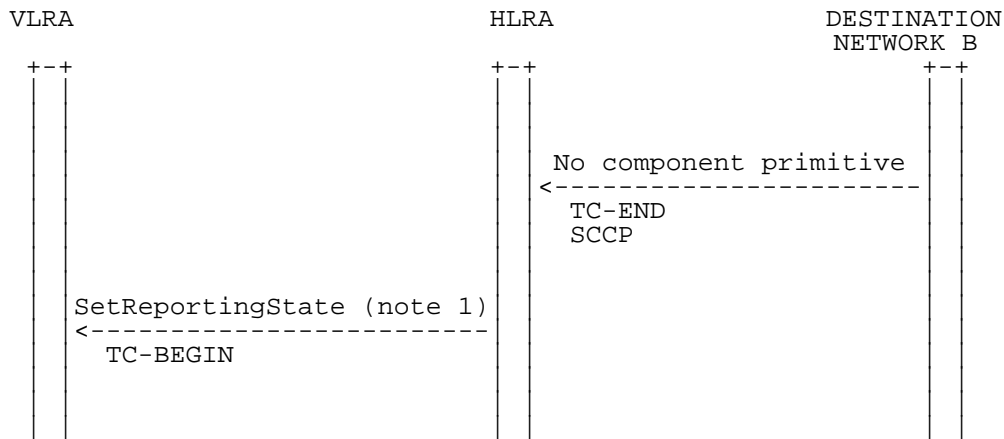 VLRA HLRA DESTINATION
NETWORK B
No component primitive
TC-END
SCCP
SetReportingState (note 1)
TC-BEGIN